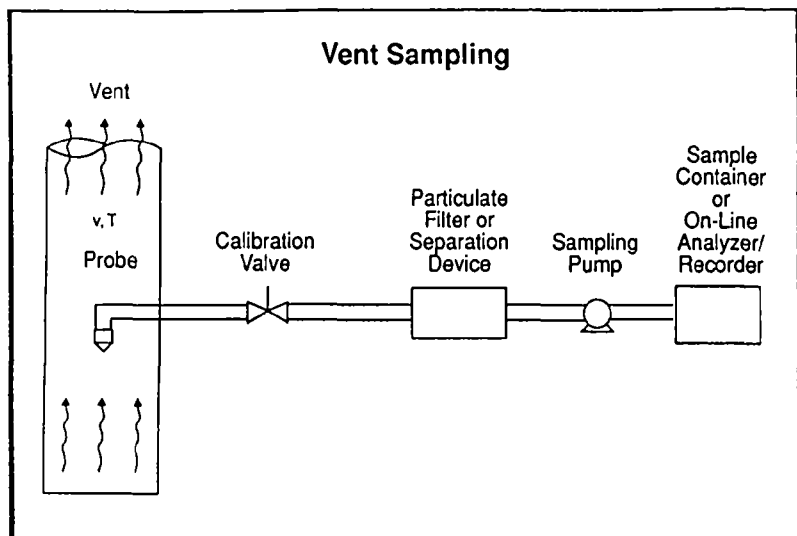 Vent Sampling
Vent
v, T
Probe
Calibration
Valve
Particulate
Filter or
Separation
Device
Sampling
Pump
Sample
Container
or
On-Line
Analyzer/
Recorder